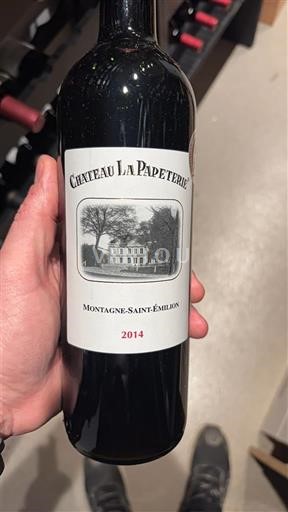 CHATEAU LA PAPETERIE
MONTAGNE-SAINT-ÉMILION
2014